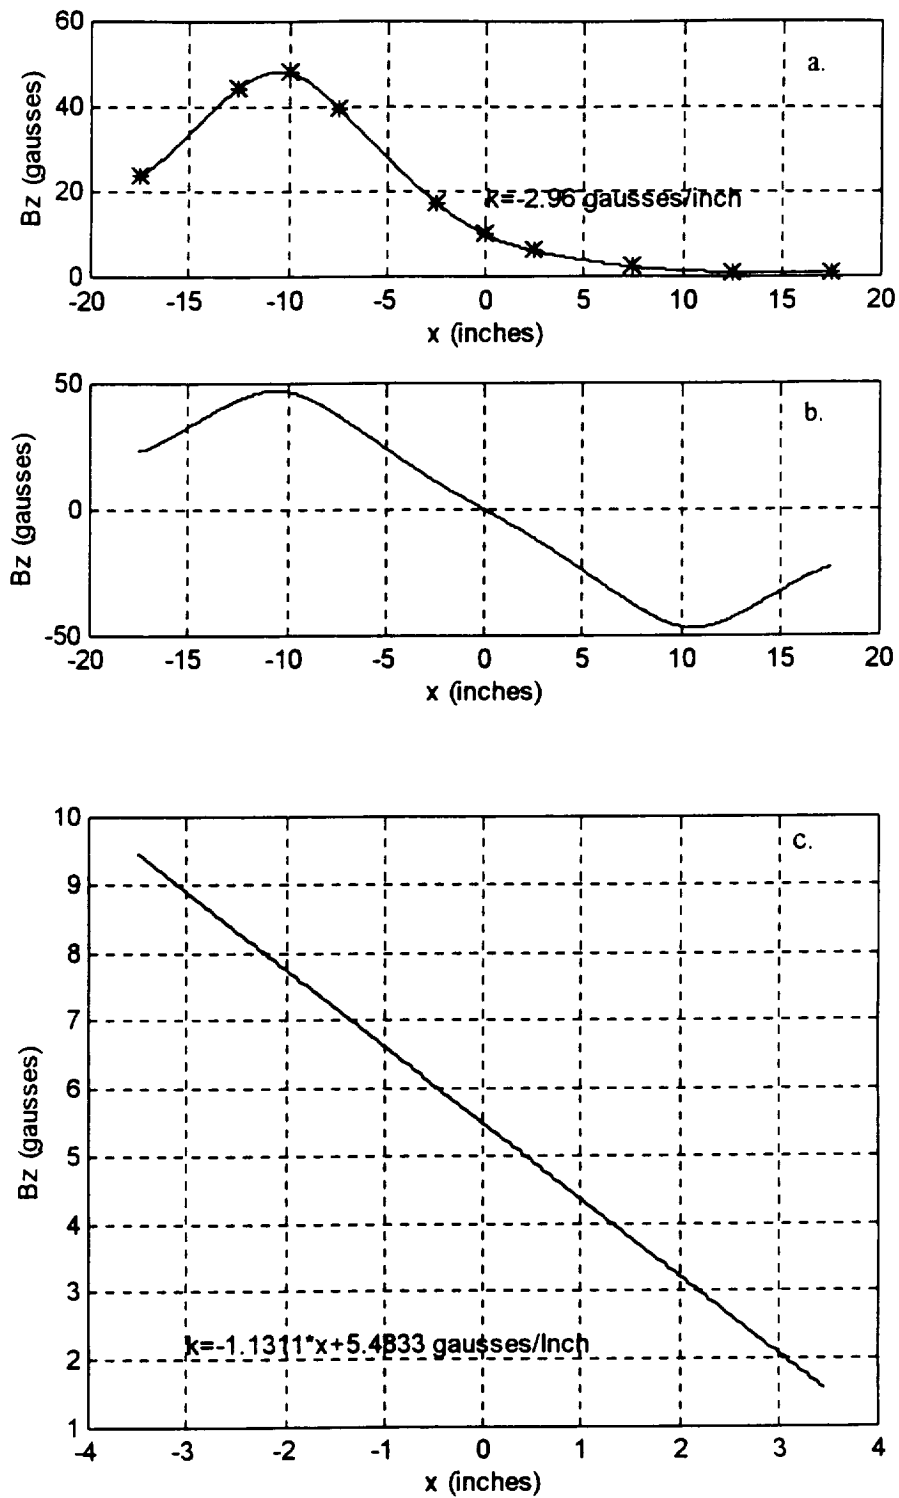 60
a.
40
Bz (gausses)
20
k=-2.96 gausses/inch
0
-20 -15 -10 -5 0 5 10 15 20
x (inches)
50
b.
Bz (gausses)
0
-50
-20 -15 -10 -5 0 5 10 15 20
x (inches)
10
c.
9
8
7
6
Bz (gausses)
5
4
3
k=-1.1311*x+5.4833 gausses/Inch
2
1
-4 -3 -2 -1 0 1 2 3 4
x (inches)